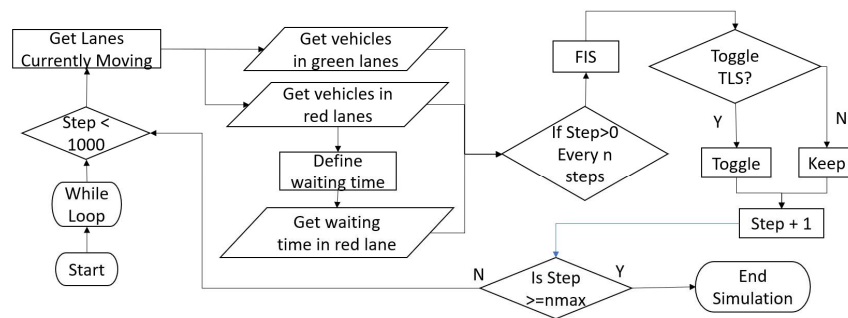 Get Lanes
Currently Moving
Step <
1000
While
Loop
Start
Get vehicles
in green lanes
Get vehicles in
red lanes
Define
waiting time
Get waiting
time in red lane
If Step>0
Every n
steps
FIS
Toggle
TLS?
Y
N
Toggle
Keep
Step + 1
Is Step
>=nmax
N
Y
End
Simulation